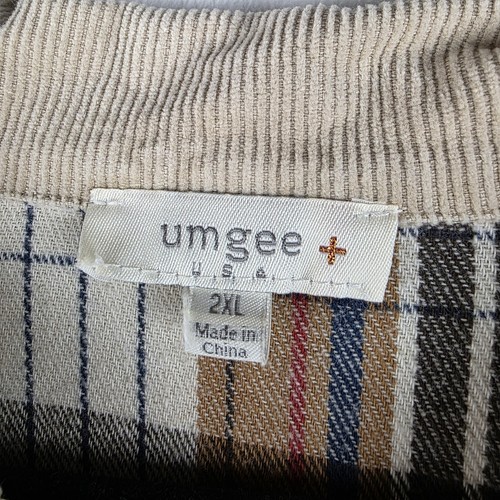 umgee +
U S A
2XL
Made in
China